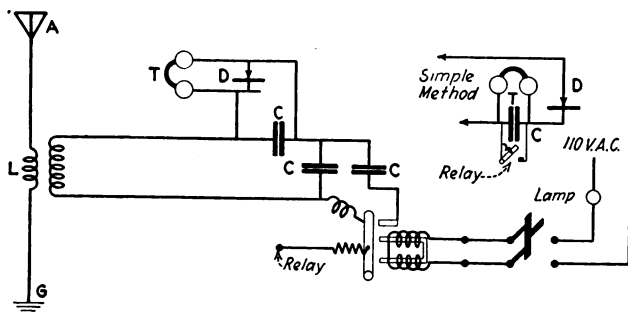 A
T
D
C
C
C
L
G
Relay
Simple
Method
T
D
C
Relay
110 V.A.C.
Lamp